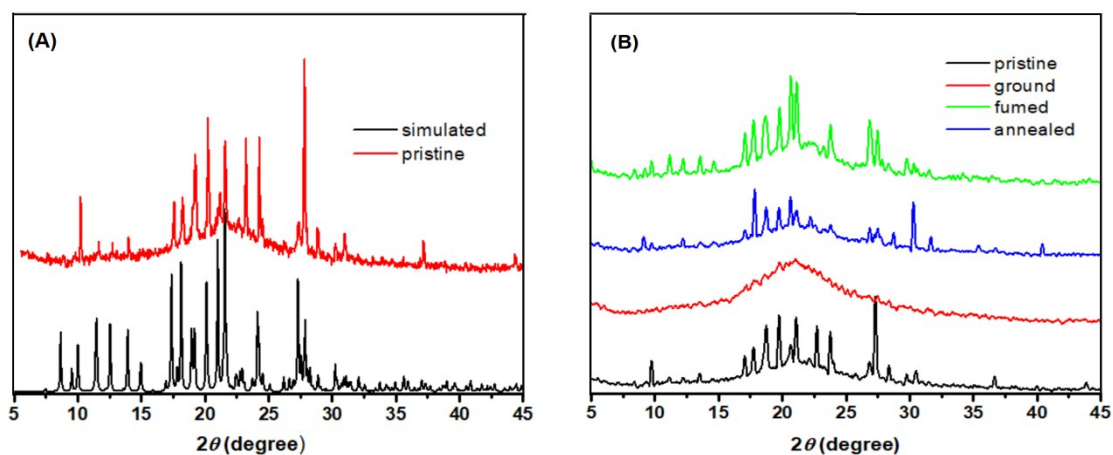 (A)
simulated
pristine
5 10 15 20 25 30 35 40 45
2θ (degree)
(B)
pristine
ground
fumed
annealed
5 10 15 20 25 30 35 40 45
2θ (degree)